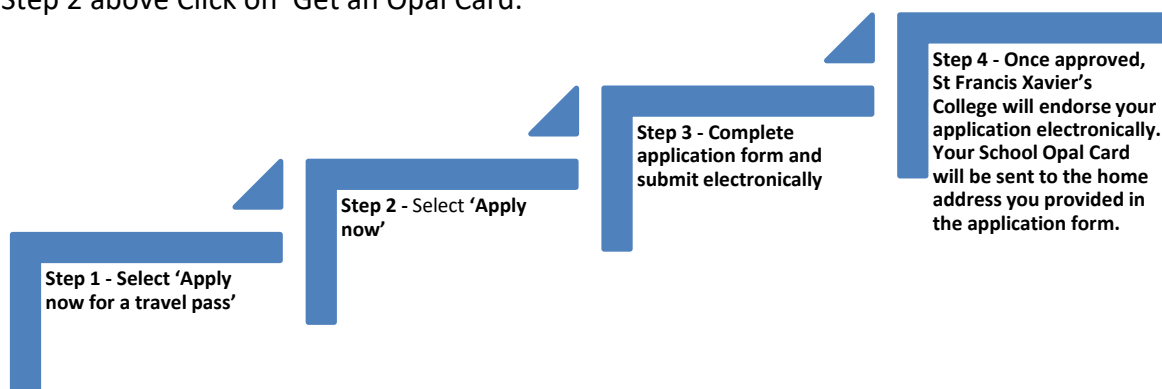 Step 2 above Click on 'Get an Opal Card.
Step 1 - Select ‘Apply
now for a travel pass’
Step 2 - Select ‘Apply
now’
Step 3 - Complete
application form and
submit electronically
Step 4 - Once approved,
St Francis Xavier’s
College will endorse your
application electronically.
Your School Opal Card
will be sent to the home
address you provided in
the application form.